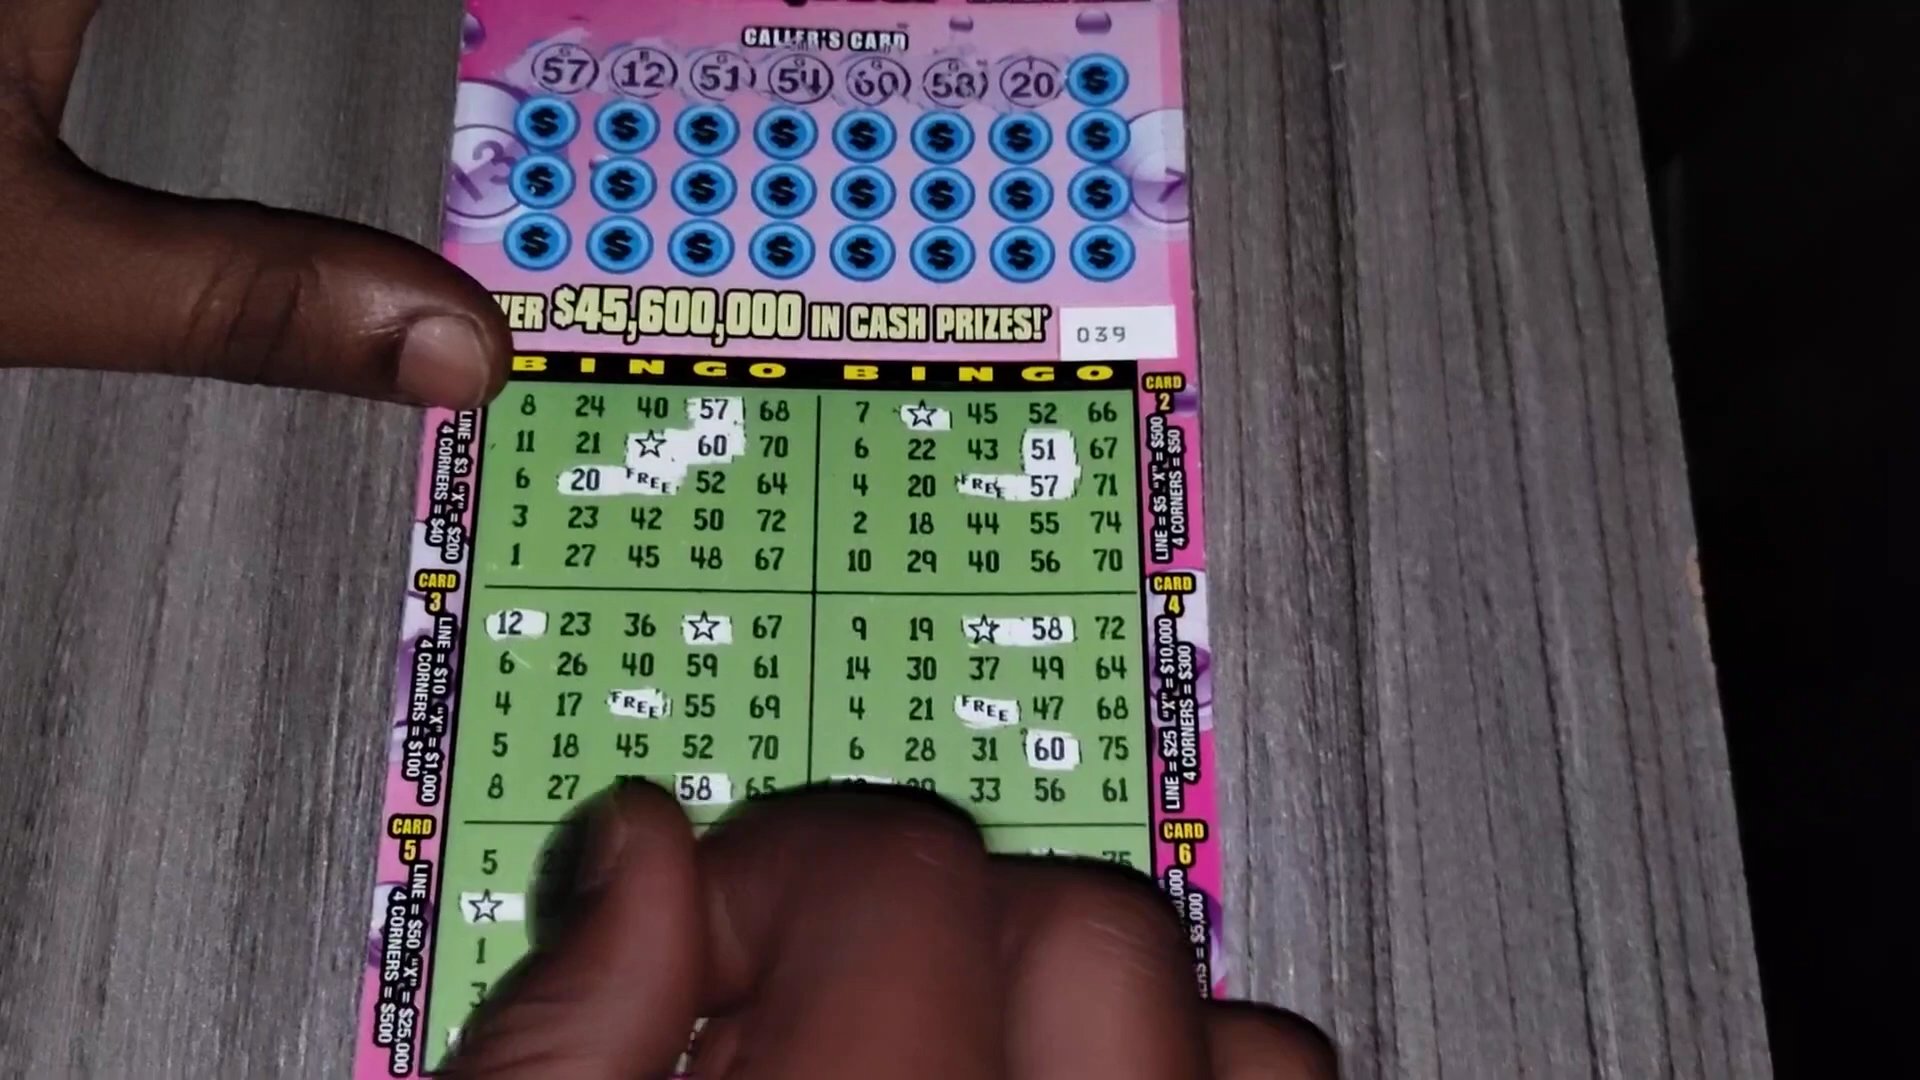 CALLER'S CARD
57 12 51 54 60 58 20 $
$ $ $ $ $ $ $ $
$ $ $ $ $ $ $ $
$ $ $ $ $ $ $ $
$45,600,000 IN CASH PRIZES!
039
B I N G O
8 24 40 57 68
11 21 60 70
6 20 FREE 52 64
3 23 42 50 72
1 27 45 48 67
LINE = $3 "X" = $200
4 CORNERS = $40
B I N G O
7 45 52 66
6 22 43 51 67
4 20 FREE 57 71
2 18 44 55 74
10 29 40 56 70
CARD
2
LINE = $5 "X" = $500
4 CORNERS = $50
CARD
3
LINE = $10 "X" = $1,000
4 CORNERS = $100
12 23 36 67
6 26 40 59 61
4 17 FREE 55 69
5 18 45 52 70
8 27 58 65
9 19 58 72
14 30 37 49 64
4 21 FREE 47 68
6 28 31 60 75
33 56 61
CARD
4
LINE = $25 "X" = $10,000
4 CORNERS = $300
CARD
5
LINE = $50 "X" = $25,000
4 CORNERS = $500
5
1
75
CARD
6
$5,000